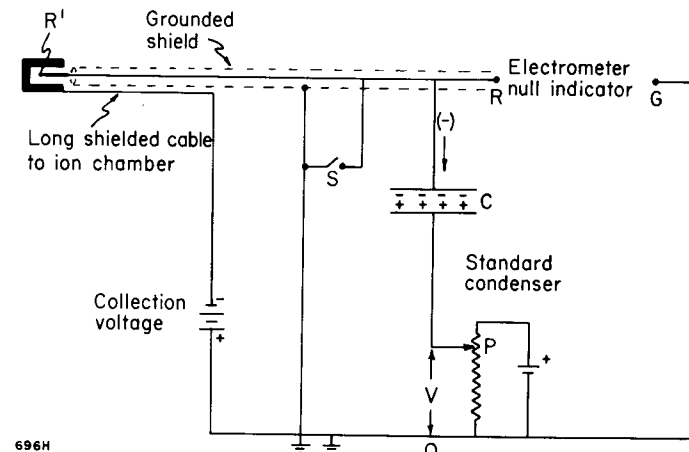 R'
Grounded
shield
Electrometer
null indicator
R
G
Long shielded cable
to ion chamber
(-)
S
C
- - - -
+ + + +
Standard
condenser
Collection
voltage
-
+
P
+
V
O
696H